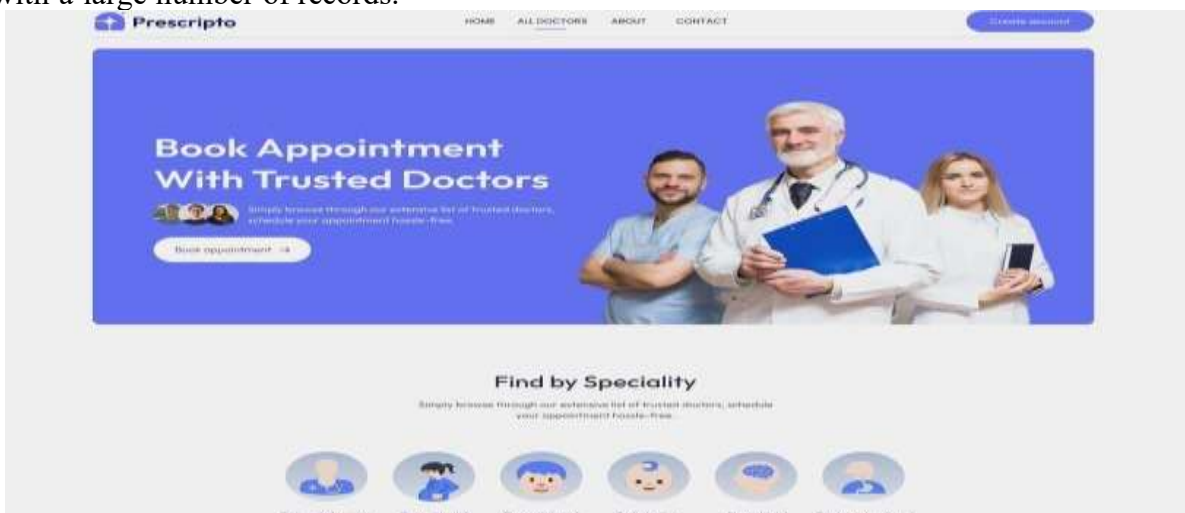 with a large number of records.
Prescripto
HOME ALL DOCTORS ABOUT CONTACT
Create account
Book Appointment
With Trusted Doctors
Simply browse through our extensive list of trusted doctors,
schedule your appointment hassle-free.
Book appointment →
Find by Speciality
Simply browse through our extensive list of trusted doctors, schedule
your appointment hassle-free.